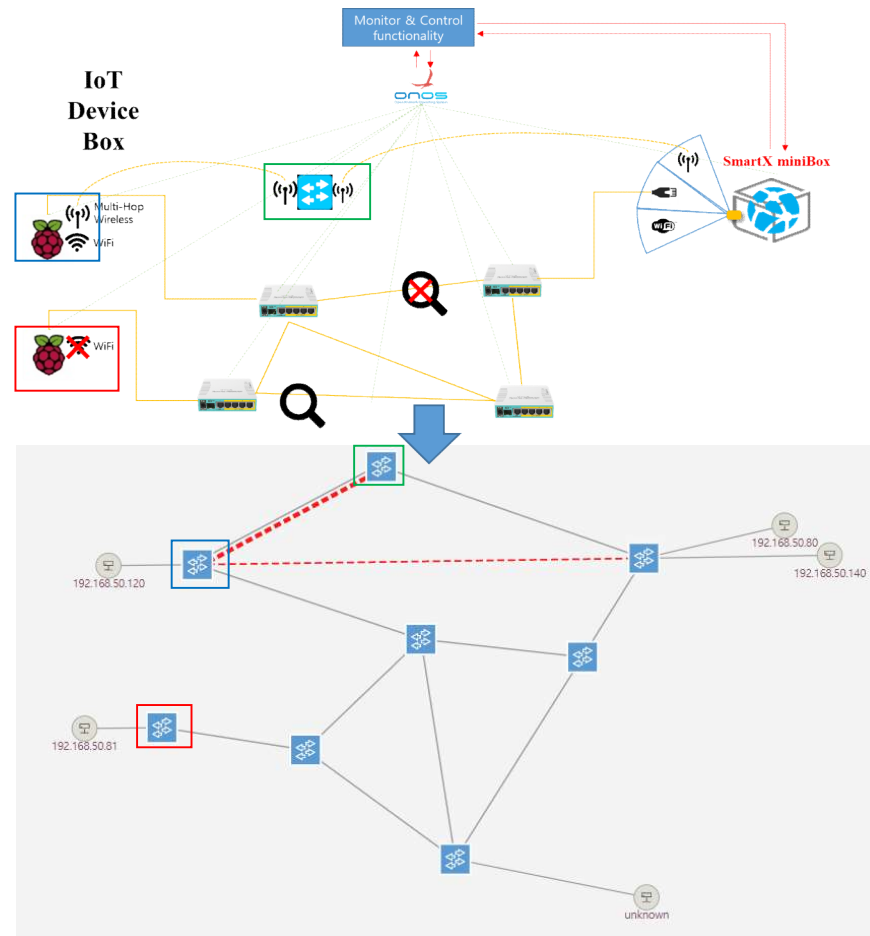 Monitor & Control
functionality
onos
IoT
Device
Box
SmartX miniBox
Multi-Hop
Wireless
WiFi
WiFi
WiFi
192.168.50.80
192.168.50.140
192.168.50.120
192.168.50.81
unknown